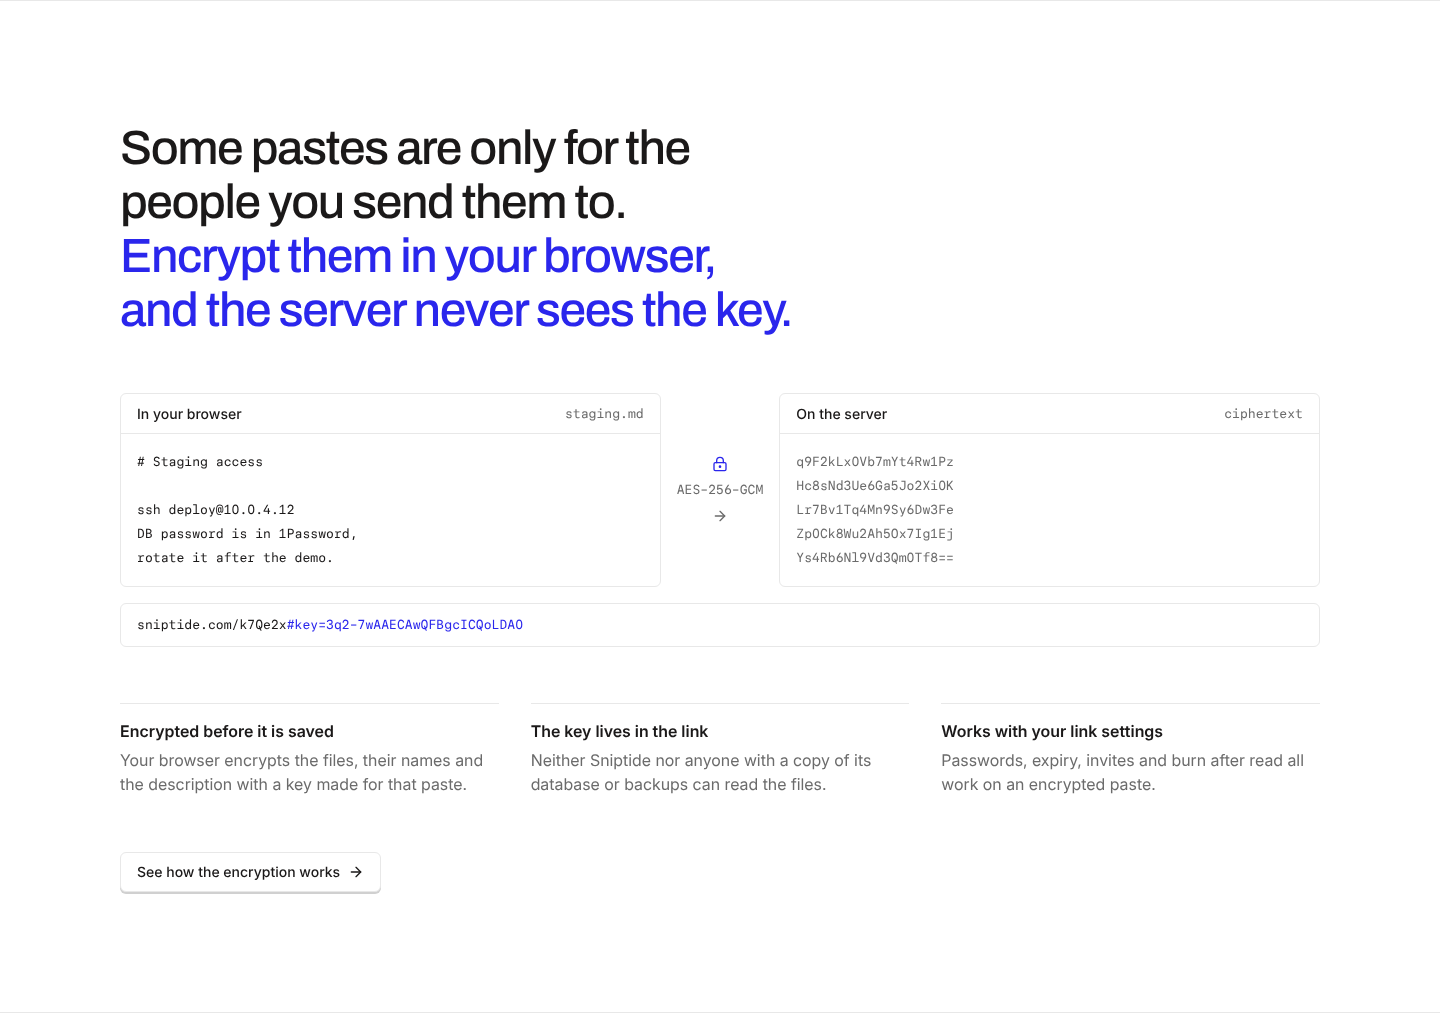 Some pastes are only for the
people you send them to.
Encrypt them in your browser,
and the server never sees the key.
In your browser
staging.md
# Staging access
ssh deploy@10.0.4.12
DB password is in 1Password,
rotate it after the demo.
AES-256-GCM
→
On the server
ciphertext
q9F2kLxOVb7mYt4Rw1Pz
Hc8sNd3Ue6Ga5Jo2XiOK
Lr7Bv1Tq4Mn9Sy6Dw3Fe
ZpOCk8Wu2Ah5Ox7Ig1Ej
Ys4Rb6Nl9Vd3QmOTf8==
sniptide.com/k7Qe2x#key=3q2-7wAAECAwQFBgcICQoLDAO
Encrypted before it is saved
Your browser encrypts the files, their names and
the description with a key made for that paste.
The key lives in the link
Neither Sniptide nor anyone with a copy of its
database or backups can read the files.
Works with your link settings
Passwords, expiry, invites and burn after read all
work on an encrypted paste.
See how the encryption works →